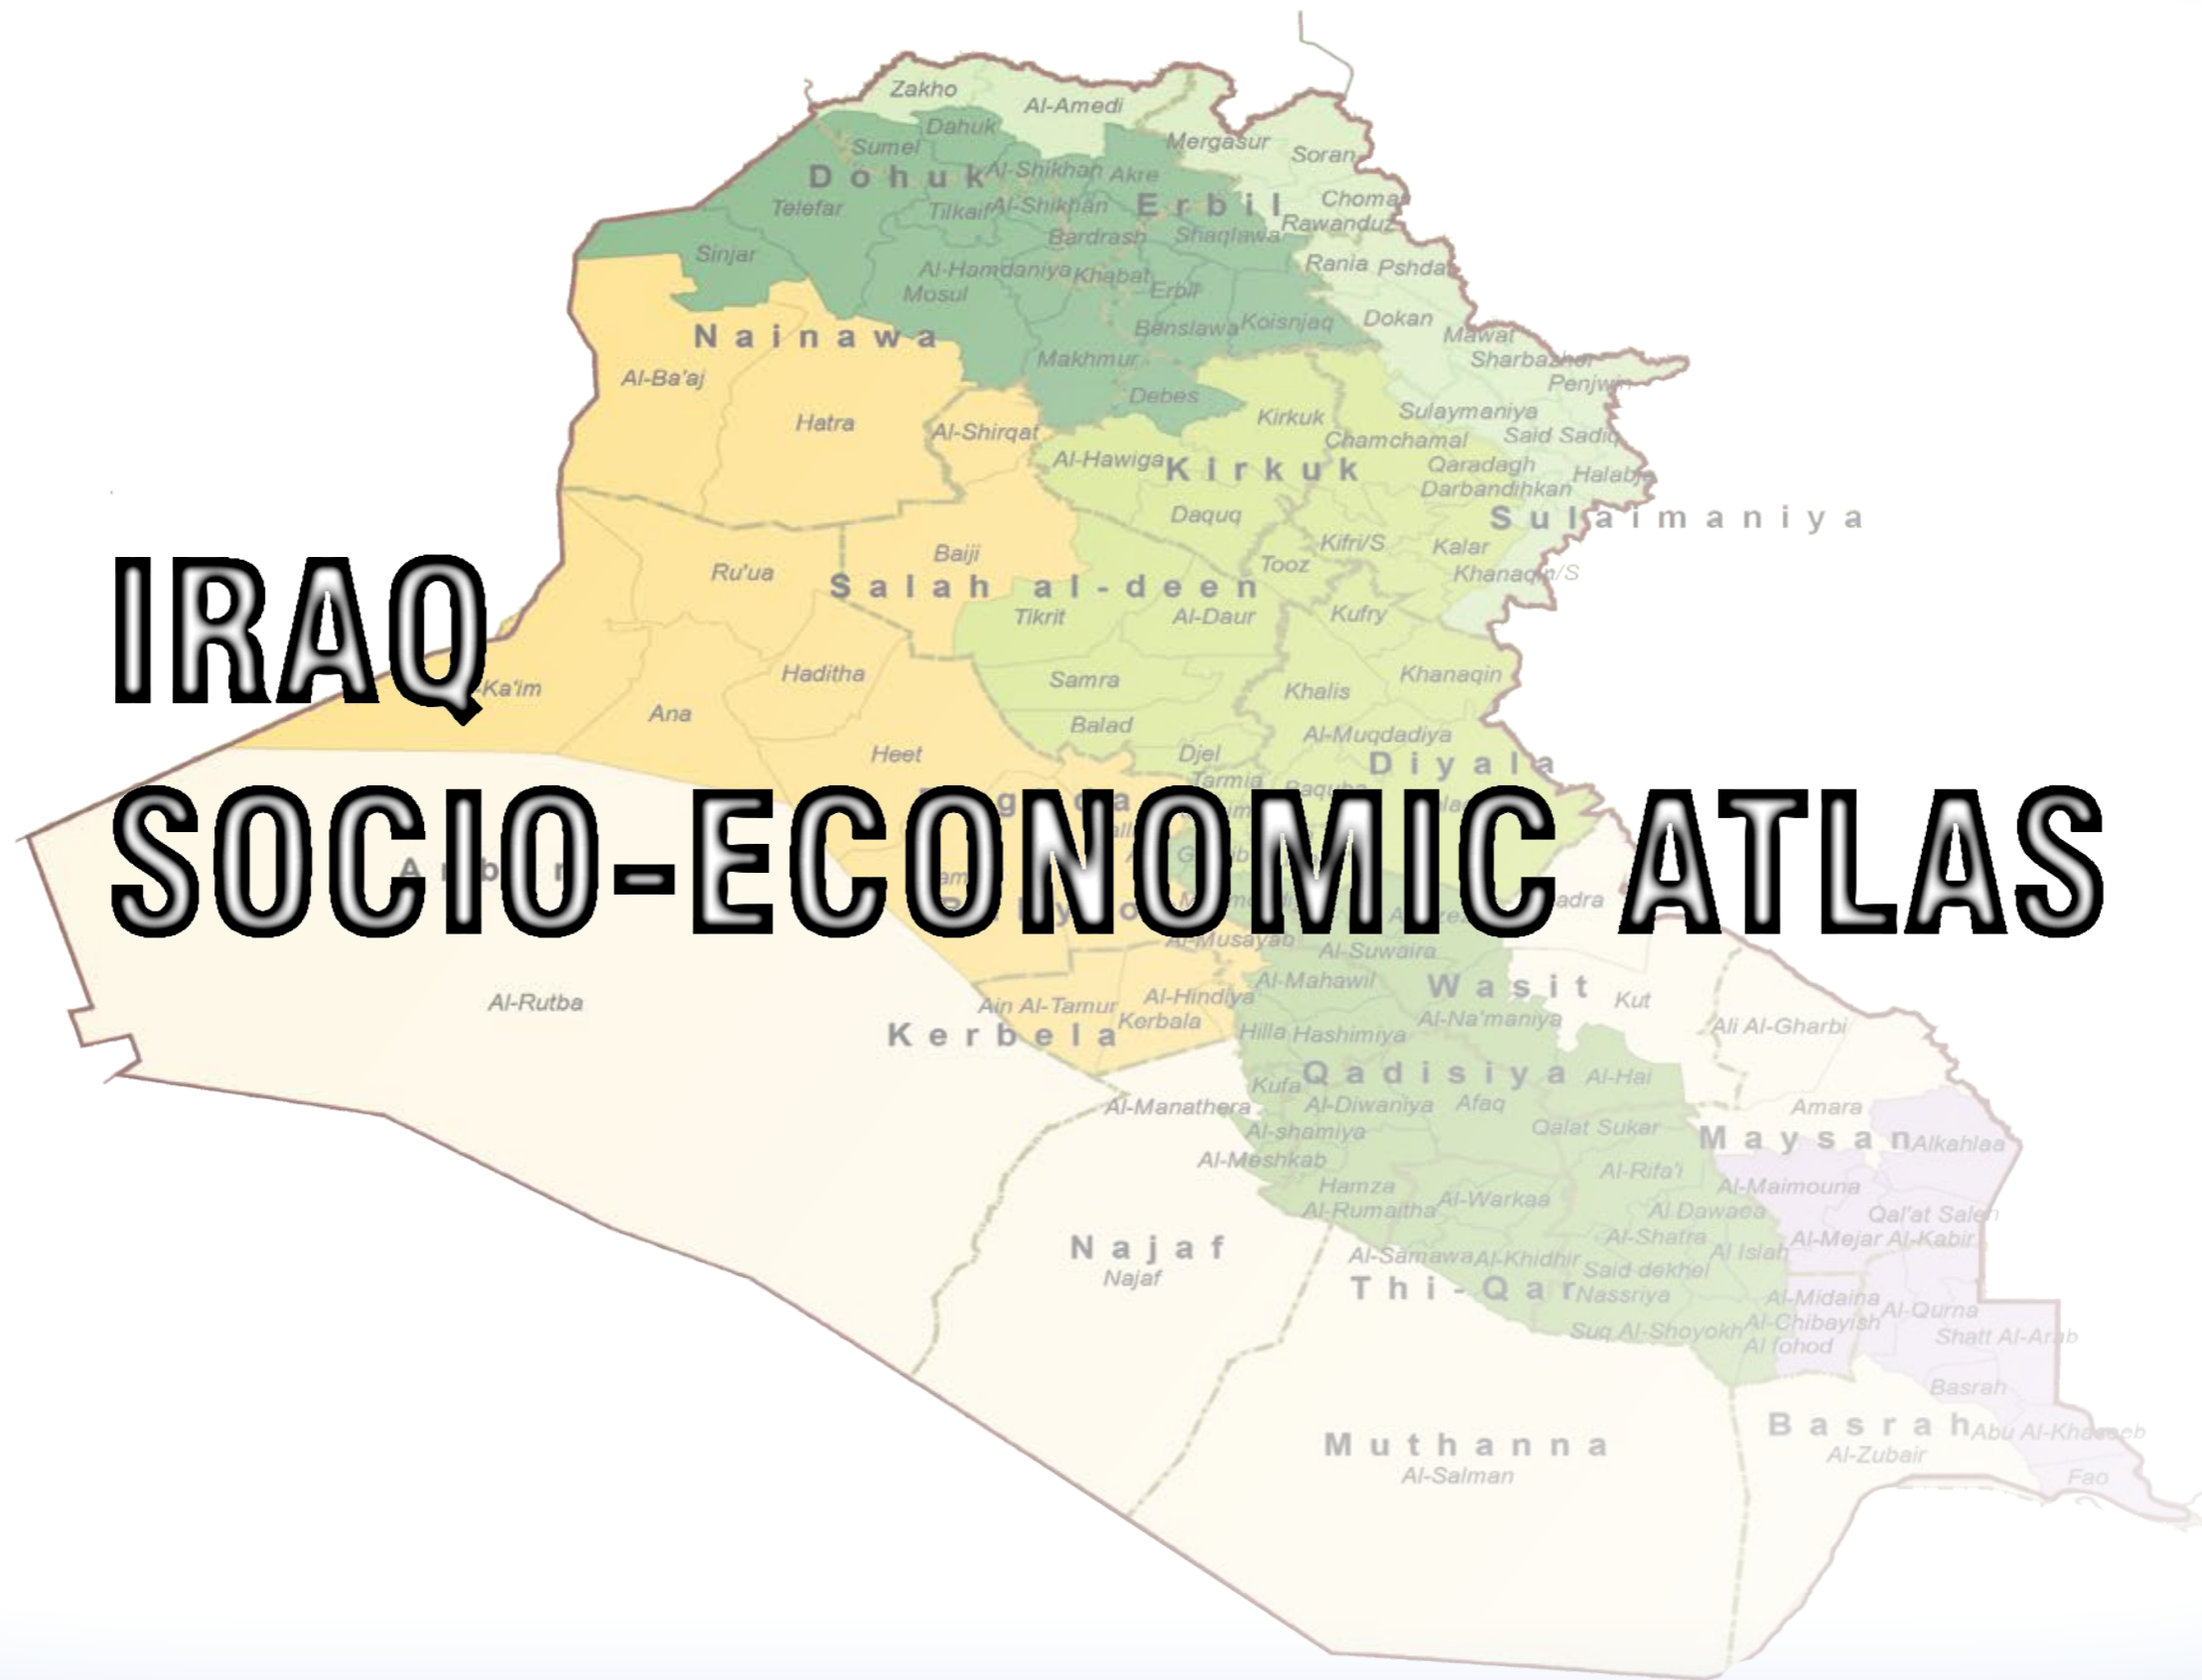 Zakho
Al-Amedi
Dahuk
Mergasur
Sumel
Soran
Dohuk
Al-Shikhan
Akre
Telefar
Tilkaif
Al-Shikhan
Erbil
Rawanduz
Bardrash
Shaqlawa
Sinjar
Al-Hamdaniya
Khabat
Rania
Mosul
Erbil
Nainawa
Benslawa
Koisnjaq
Dokan
Mawat
Makhmur
Al-Ba'aj
Penjwin
Debes
Hatra
Kirkuk
Sulaymaniya
Al-Shirqat
Chamchamal
Said Sadiq
Al-Hawiga
Kirkuk
Qaradagh
Darbandihkan
Daquq
Sulaimaniya
Baiji
Kifri/S
Kalar
Ru'ua
Tooz
Khanaqin/S
Salah al-deen
Tikrit
Al-Daur
Kufry
IRAQ
Haditha
Samra
Khalis
Khanaqin
-Ka'im
Ana
Balad
Al-Muqdadiya
Heet
Djel
Diyala
Tarmia
SOCIO-ECONOMIC ATLAS
Al-Musayab
Al-Suwaira
Al-Rutba
Al-Mahawil
Wasit
Kut
Ain Al-Tamur
Al-Hindiya
Kerbela
Kerbala
Al-Na'maniya
Ali Al-Gharbi
Hilla
Hashimiya
Kufa
Qadisiya
Al-Hai
Al-Manathera
Al-Diwaniya
Afaq
Amara
Al-shamiya
Qalat Sukar
Maysan
Alkahlaa
Al-Meshkab
Al-Rifa'i
Hamza
Al-Warkaa
Al-Maimouna
Al-Rumaitha
Al Dawaea
Qal'at Saleh
Najaf
Al-Shatra
Al Islah
Al-Mejar Al-Kabir
Najaf
Al-Samawa
Al-Khidhir
Said dekhel
Thi-Qar
Nassriya
Al-Midaina
Al-Qurna
Suq Al-Shoyokh
Al-Chibayish
Al fohod
Shatt Al-Arab
Basrah
Muthanna
Basrah
Al-Salman
Al-Zubair
Fao